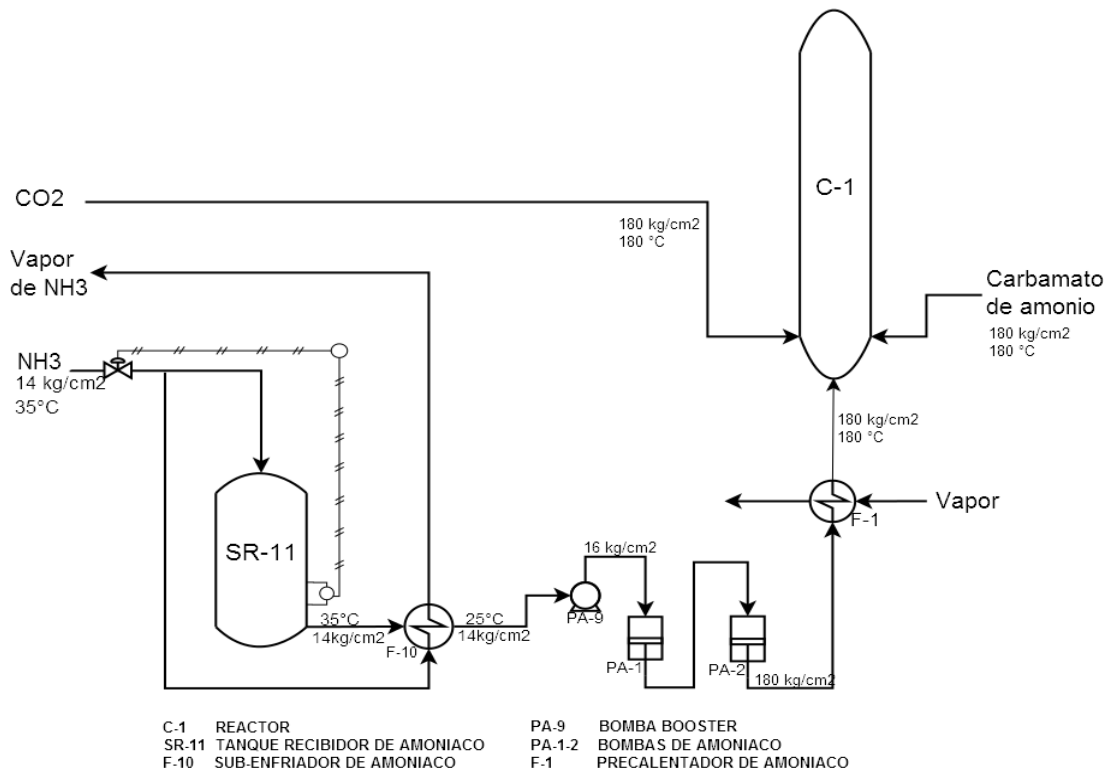 CO2
180 kg/cm2
180 °C
C-1
Vapor
de NH3
Carbamato
de amonio
180 kg/cm2
180 °C
NH3
14 kg/cm2
35°C
180 kg/cm2
180 °C
Vapor
F-1
SR-11
16 kg/cm2
35°C
14kg/cm2
F-10
25°C
14kg/cm2
PA-9
PA-1
PA-2
180 kg/cm2
C-1 REACTOR
SR-11 TANQUE RECIBIDOR DE AMONIACO
F-10 SUB-ENFRIADOR DE AMONIACO
PA-9 BOMBA BOOSTER
PA-1-2 BOMBAS DE AMONIACO
F-1 PRECALENTADOR DE AMONIACO